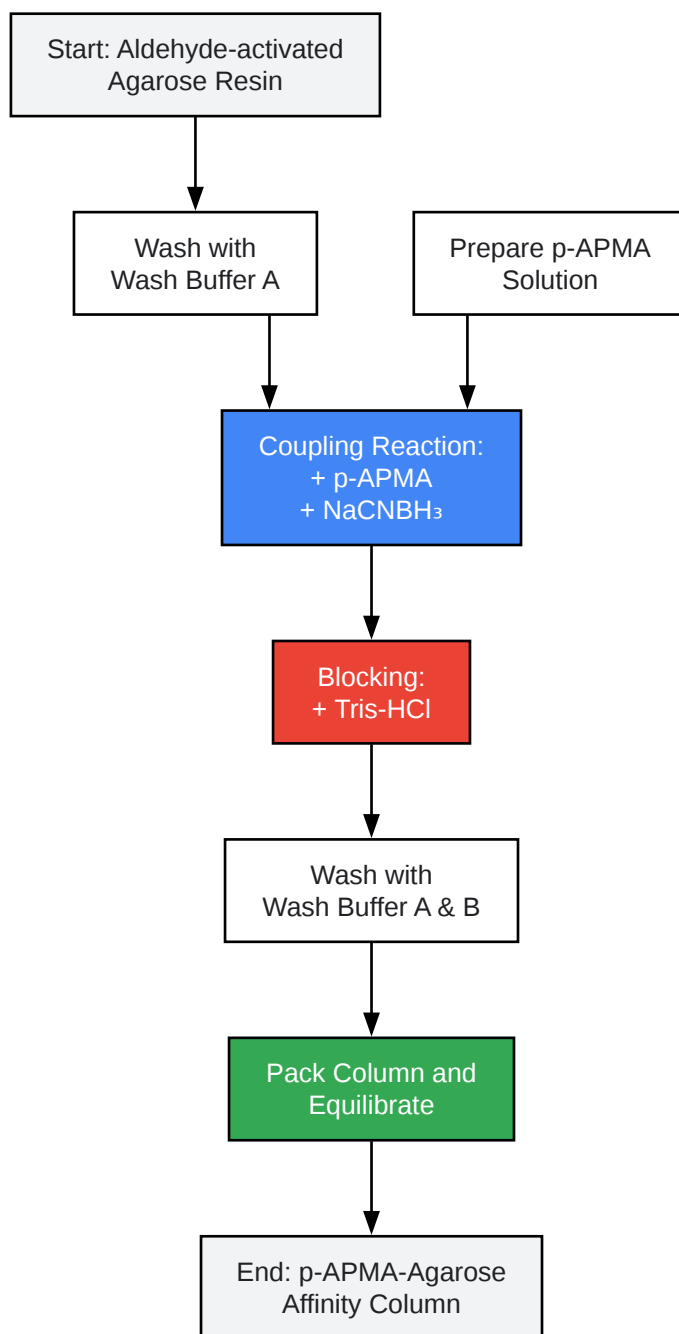 Start: Aldehyde-activated
Agarose Resin
Wash with
Wash Buffer A
Prepare p-APMA
Solution
Coupling Reaction:
+ p-APMA
+ NaCNBH₃
Blocking:
+ Tris-HCl
Wash with
Wash Buffer A & B
Pack Column and
Equilibrate
End: p-APMA-Agarose
Affinity Column